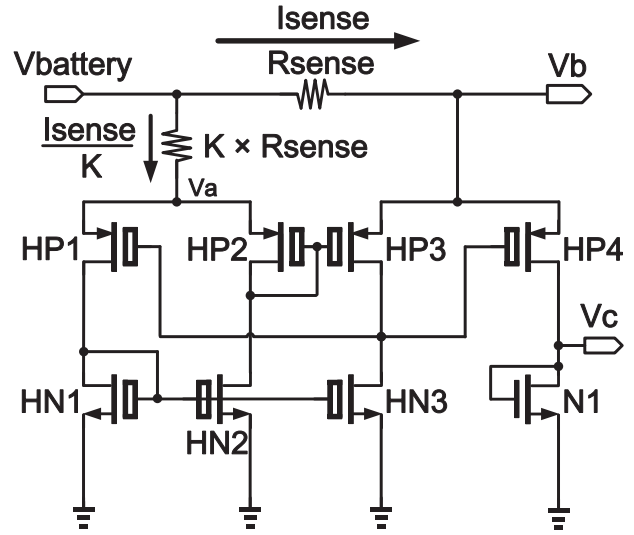 Isense
Vbattery
Rsense
Vb
Isense
K
K × Rsense
Va
HP1
HP2
HP3
HP4
Vc
HN1
HN2
HN3
N1